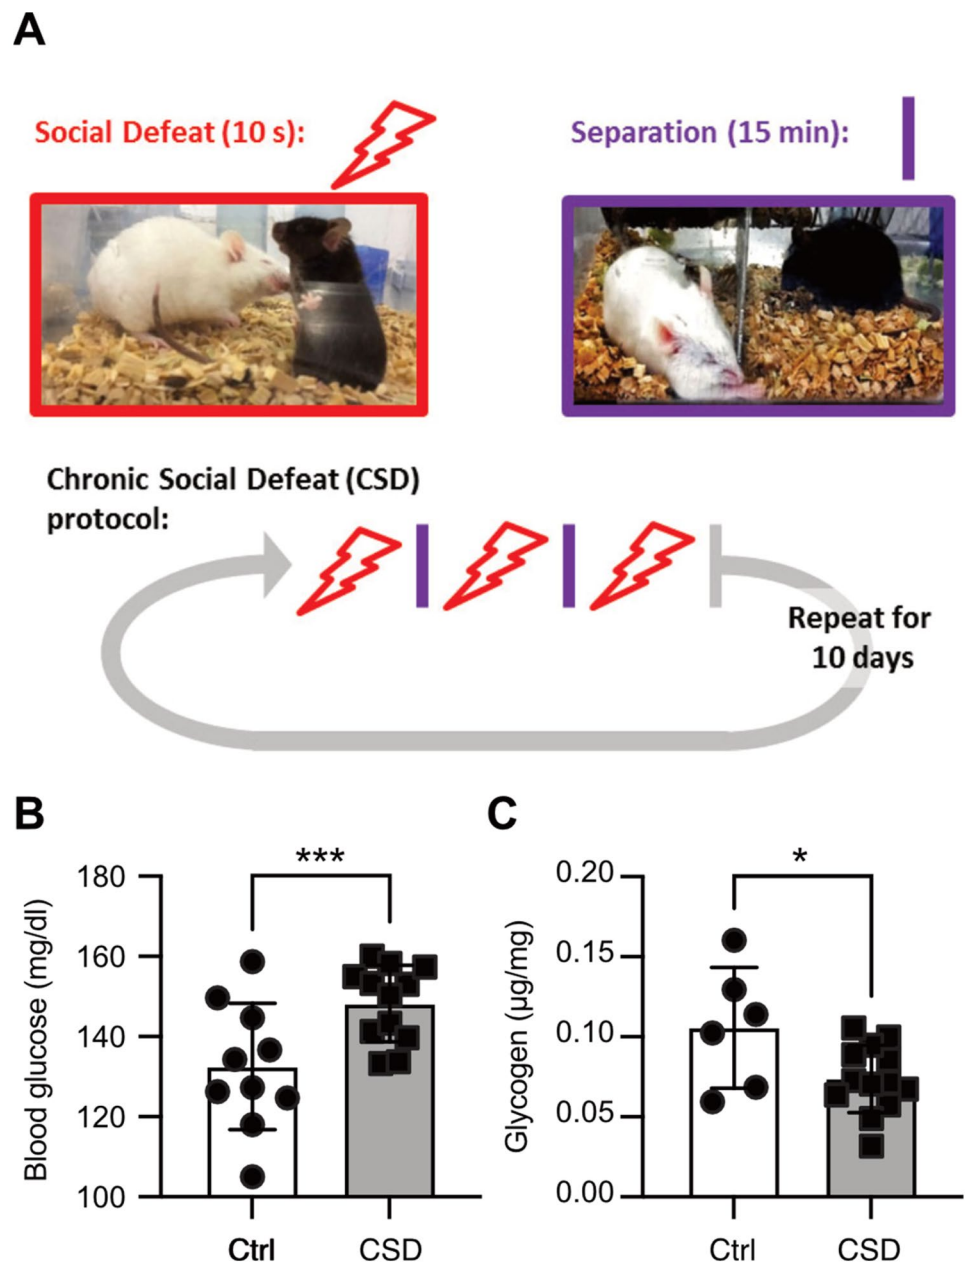 A
Social Defeat (10 s):
Separation (15 min):
Chronic Social Defeat (CSD)
protocol:
Repeat for
10 days
B
***
180
160
140
120
100
Blood glucose (mg/dl)
Ctrl
CSD
C
*
0.20
0.15
0.10
0.05
0.00
Glycogen (µg/mg)
Ctrl
CSD